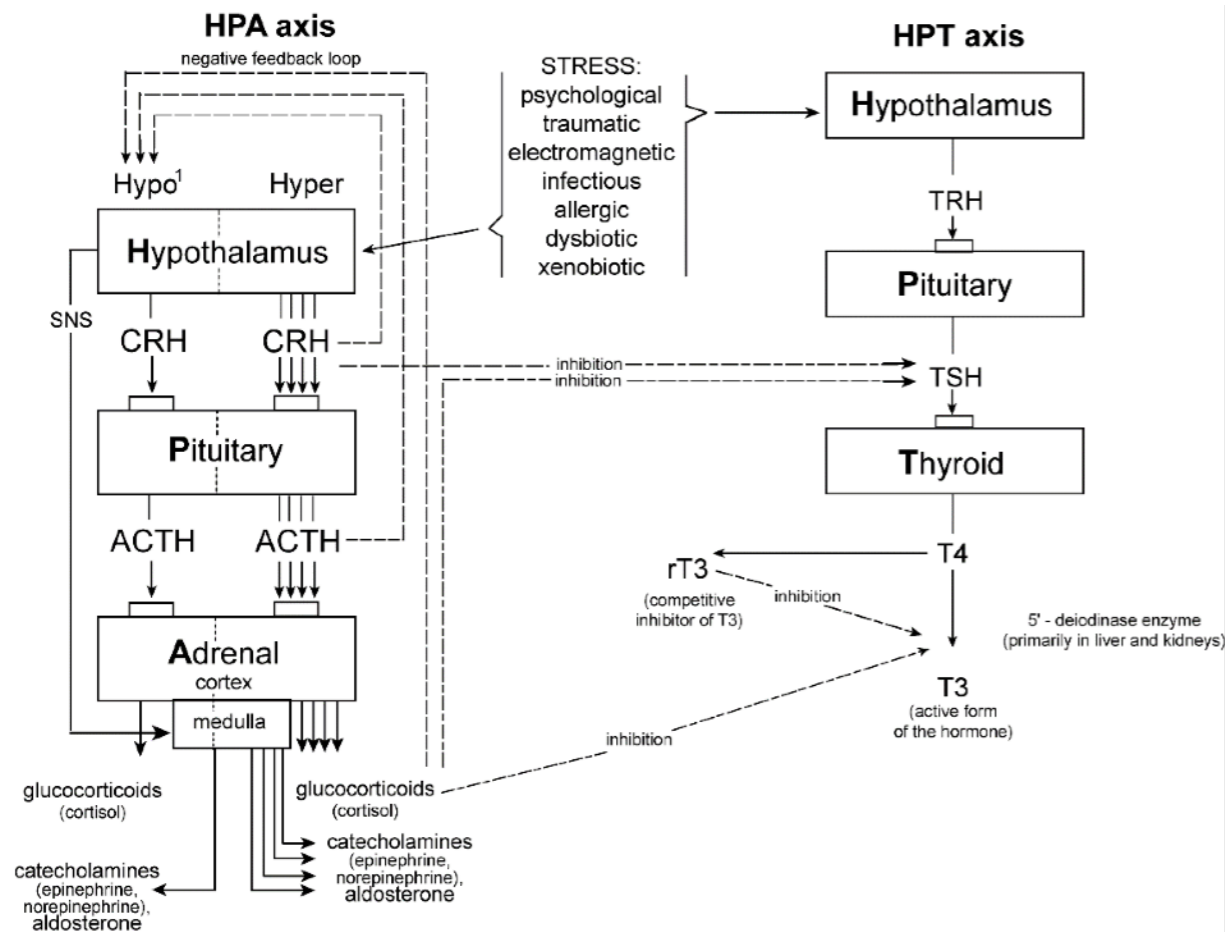 HPA axis
negative feedback loop
Hypo1
Hyper
Hypothalamus
SNS
CRH
CRH
Pituitary
ACTH
ACTH
Adrenal
cortex
medulla
glucocorticoids
(cortisol)
glucocorticoids
(cortisol)
catecholamines
(epinephrine,
norepinephrine),
aldosterone
catecholamines
(epinephrine,
norepinephrine),
aldosterone
STRESS:
psychological
traumatic
electromagnetic
infectious
allergic
dysbiotic
xenobiotic
inhibition
inhibition
HPT axis
Hypothalamus
TRH
Pituitary
TSH
Thyroid
T4
rT3
(competitive
inhibitor of T3)
inhibition
5' - deiodinase enzyme
(primarily in liver and kidneys)
T3
(active form
of the hormone)
inhibition